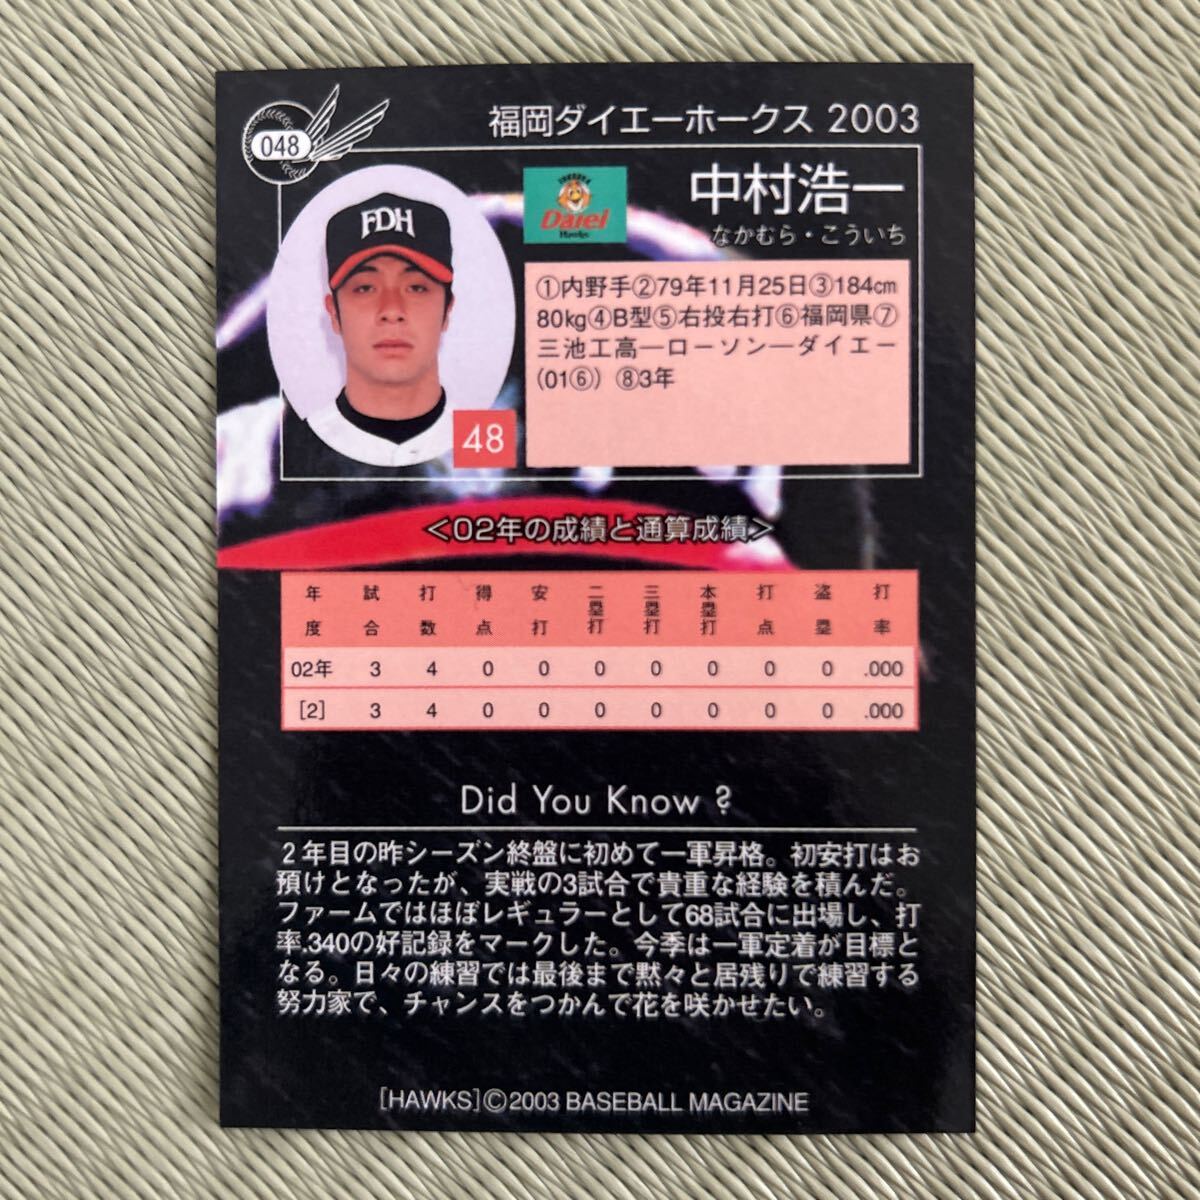 福岡ダイエーホークス 2003
048
中村浩一
なかむら・こういち
FDH
FUKUOKA
Daiei
Hawks
48
①内野手②79年11月25日③184cm
80kg④B型⑤右投右打⑥福岡県⑦
三池工高―ローソン―ダイエー
(01⑥) ⑧3年
<02年の成績と通算成績>
年度 試合 打数 得点 安打 二塁打 三塁打 本塁打 打点 盗塁 打率
02年 3 4 0 0 0 0 0 0 0 .000
[2] 3 4 0 0 0 0 0 0 0 .000
Did You Know ?
2年目の昨シーズン終盤に初めて一軍昇格。初安打はお
預けとなったが、実戦の3試合で貴重な経験を積んだ。
ファームではほぼレギュラーとして68試合に出場し、打
率.340の好記録をマークした。今季は一軍定着が目標と
なる。日々の練習では最後まで黙々と居残りで練習する
努力家で、チャンスをつかんで花を咲かせたい。
[HAWKS]©2003 BASEBALL MAGAZINE